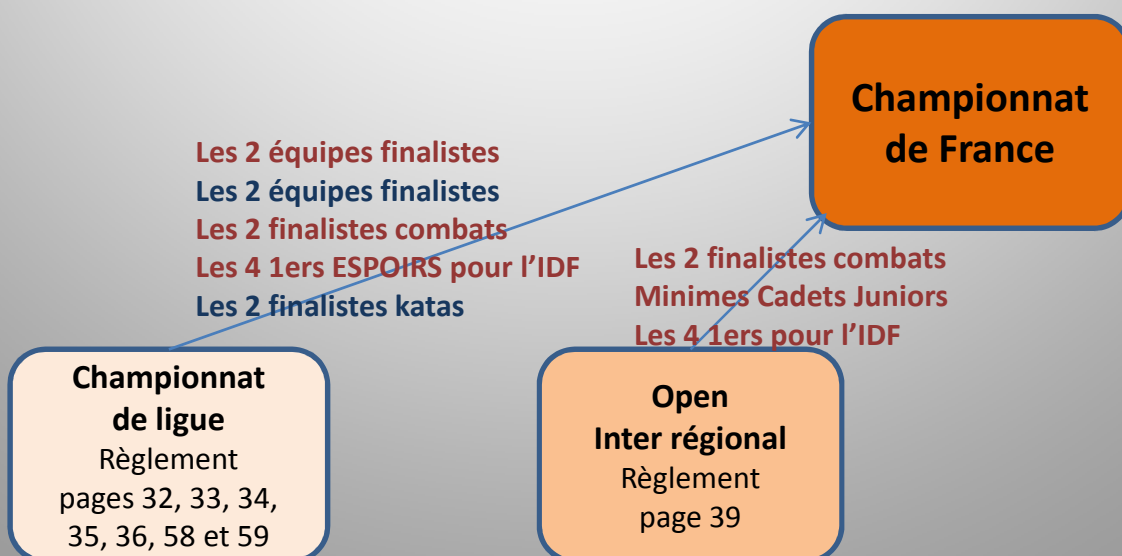 Championnat
de France
Les 2 équipes finalistes
Les 2 équipes finalistes
Les 2 finalistes combats
Les 4 1ers ESPOIRS pour l’IDF
Les 2 finalistes katas
Les 2 finalistes combats
Minimes Cadets Juniors
Les 4 1ers pour l’IDF
Championnat
de ligue
Règlement
pages 32, 33, 34,
35, 36, 58 et 59
Open
Inter régional
Règlement
page 39